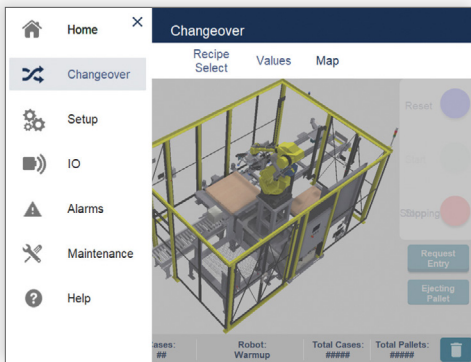 Home
Changeover
Setup
IO
Alarms
Maintenance
Help
Changeover
Recipe
Select
Values
Map
Reset
Stopping
Request
Entry
Ejecting
Pallet
ases:
##
Robot:
Warmup
Total Cases:
#####
Total Pallets:
#####